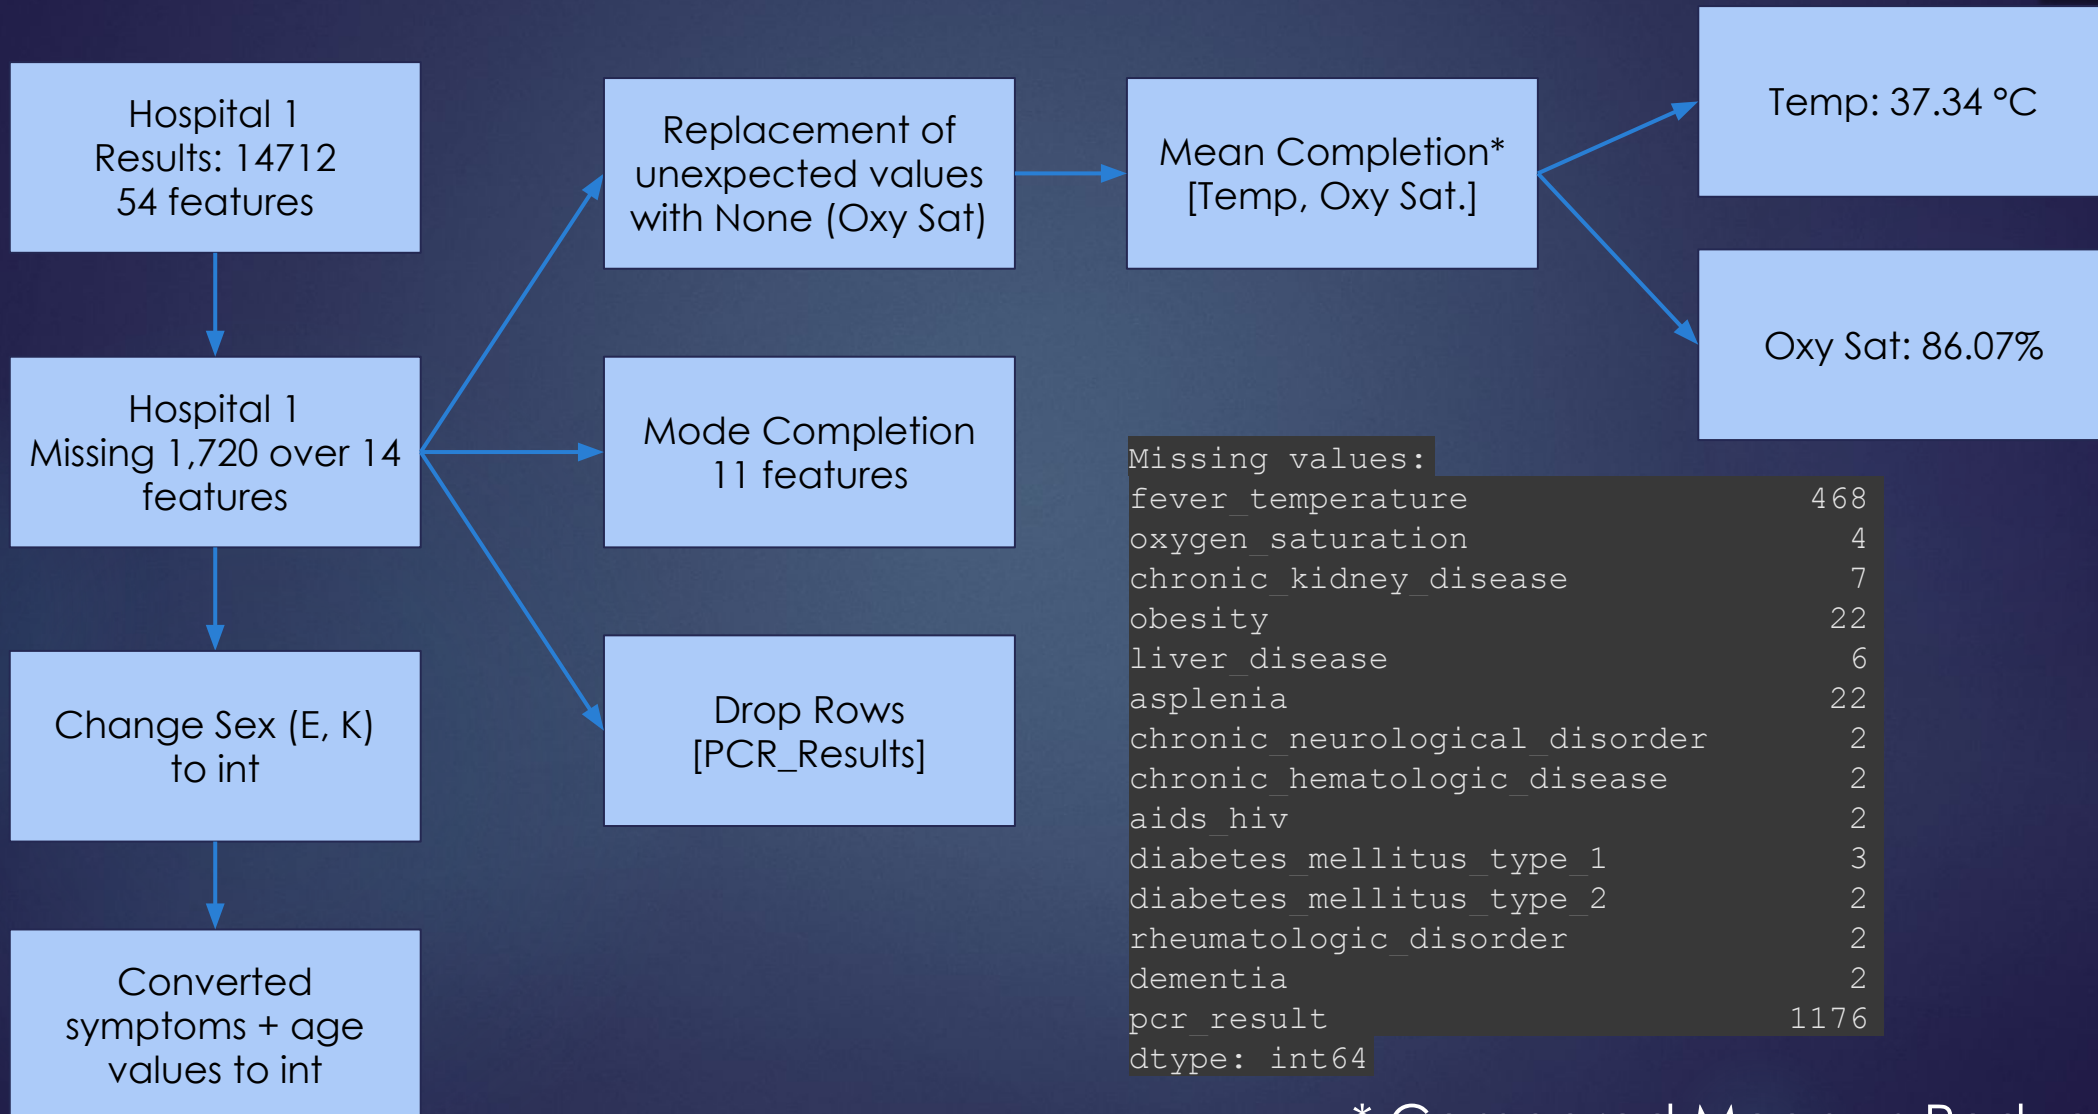 Hospital 1
Results: 14712
54 features
Hospital 1
Missing 1,720 over 14
features
Change Sex (E, K)
to int
Converted
symptoms + age
values to int
Replacement of
unexpected values
with None (Oxy Sat)
Mode Completion
11 features
Drop Rows
[PCR_Results]
Mean Completion*
[Temp, Oxy Sat.]
Temp: 37.34 °C
Oxy Sat: 86.07%
Missing values:
fever_temperature 468
oxygen_saturation 4
chronic_kidney_disease 7
obesity 22
liver_disease 6
asplenia 22
chronic_neurological_disorder 2
chronic_hematologic_disease 2
aids_hiv 2
diabetes_mellitus_type_1 3
diabetes_mellitus_type_2 2
rheumatologic_disorder 2
dementia 2
pcr_result 1176
dtype: int64